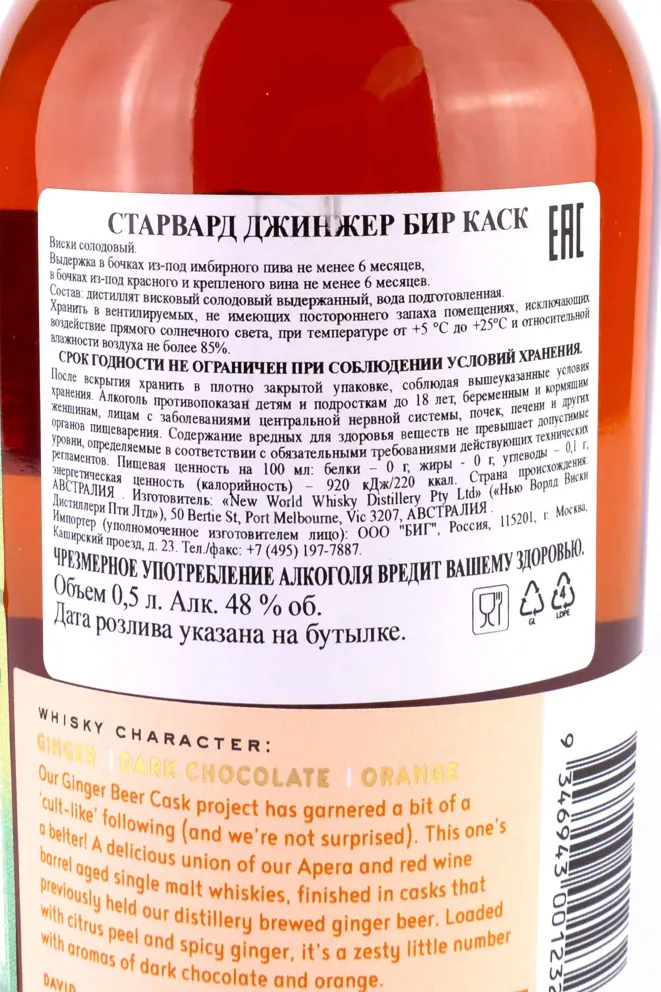 СТАРВАРД ДЖИНЖЕР БИР КАСК
EAC
Виски солодовый.
Выдержка в бочках из-под имбирного пива не менее 6 месяцев,
в бочках из-под красного и крепленого вина не менее 6 месяцев.
Состав: дистиллят висковый солодовый выдержанный, вода подготовленная.
Хранить в вентилируемых, не имеющих постороннего запаха помещениях, исключающих
воздействие прямого солнечного света, при температуре от +5 °С до +25°С и относительной
влажности воздуха не более 85%.
СРОК ГОДНОСТИ НЕ ОГРАНИЧЕН ПРИ СОБЛЮДЕНИИ УСЛОВИЙ ХРАНЕНИЯ.
После вскрытия хранить в плотно закрытой упаковке, соблюдая вышеуказанные условия
хранения. Алкоголь противопоказан детям и подросткам до 18 лет, беременным и кормящим
женщинам, лицам с заболеваниями центральной нервной системы, почек, печени и других
органов пищеварения. Содержание вредных для здоровья веществ не превышает допустимые
уровни, определяемые в соответствии с обязательными требованиями действующих технических
регламентов. Пищевая ценность на 100 мл: белки – 0 г, жиры - 0 г, углеводы – 0,1 г,
энергетическая ценность (калорийность) – 920 кДж/220 ккал. Страна происхождения:
АВСТРАЛИЯ . Изготовитель: «New World Whisky Distillery Pty Ltd» («Нью Ворлд Виски
Дистиллери Пти Лтд»), 50 Bertie St, Port Melbourne, Vic 3207, АВСТРАЛИЯ .
Импортер (уполномоченное изготовителем лицо): ООО "БИГ", Россия, 115201, г. Москва,
Каширский проезд, д. 23. Тел./факс: +7 (495) 197-7887.
ЧРЕЗМЕРНОЕ УПОТРЕБЛЕНИЕ АЛКОГОЛЯ ВРЕДИТ ВАШЕМУ ЗДОРОВЬЮ.
Объем 0,5 л. Алк. 48 % об.
Дата розлива указана на бутылке.
GL
4
LDPE
WHISKY CHARACTER:
GINGER | DARK CHOCOLATE | ORANGE
Our Ginger Beer Cask project has garnered a bit of a
'cult-like' following (and we're not surprised). This one's
a belter! A delicious union of our Apera and red wine
barrel aged single malt whiskies, finished in casks that
previously held our distillery brewed ginger beer. Loaded
with citrus peel and spicy ginger, it's a zesty little number
with aromas of dark chocolate and orange.
DAVID
9 346943 001232